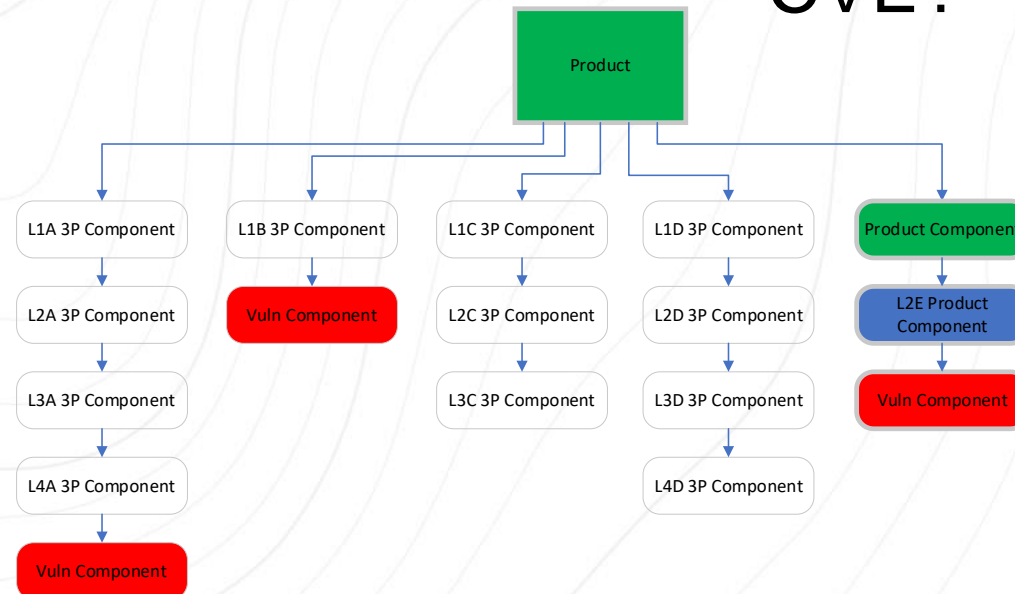 CVE?
Product
L1A 3P Component
L1B 3P Component
L1C 3P Component
L1D 3P Component
Product Component
L2A 3P Component
Vuln Component
L2C 3P Component
L2D 3P Component
L2E Product
Component
L3A 3P Component
L3C 3P Component
L3D 3P Component
Vuln Component
L4A 3P Component
L4D 3P Component
Vuln Component